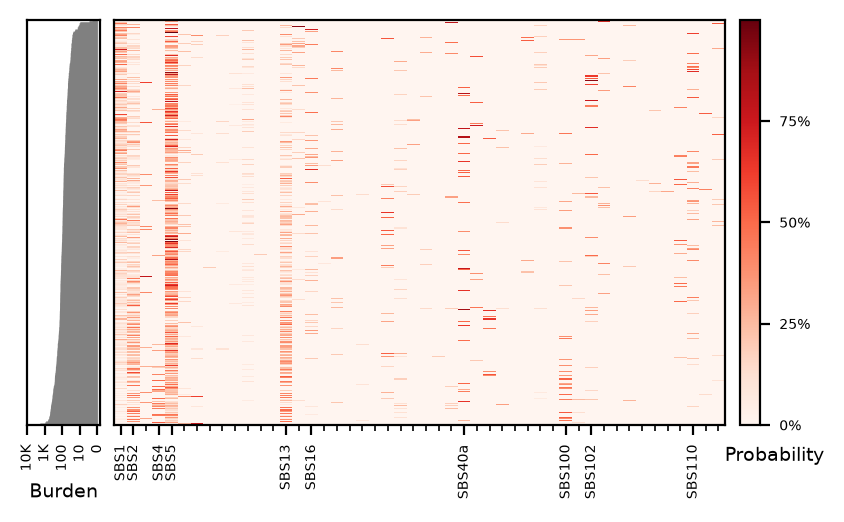 75%
50%
25%
0%
10K
1K
100
10
0
SBS1
SBS2
SBS4
SBS5
SBS13
SBS16
SBS40a
SBS100
SBS102
SBS110
Burden
Probability